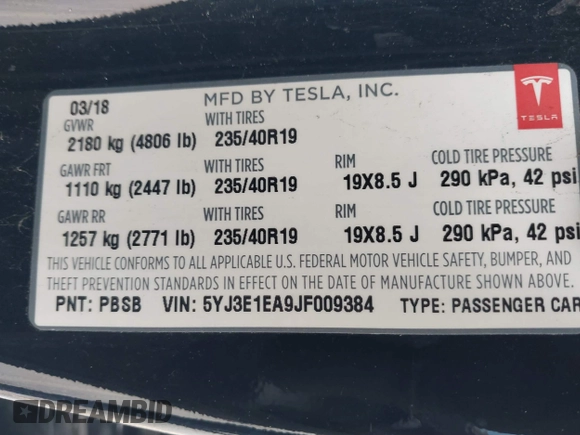 03/18 MFD BY TESLA, INC.
GVWR WITH TIRES
2180 kg (4806 lb) 235/40R19
TESLA
GAWR FRT WITH TIRES RIM COLD TIRE PRESSURE
1110 kg (2447 lb) 235/40R19 19X8.5 J 290 kPa, 42 psi
GAWR RR WITH TIRES RIM COLD TIRE PRESSURE
1257 kg (2771 lb) 235/40R19 19X8.5 J 290 kPa, 42 psi
THIS VEHICLE CONFORMS TO ALL APPLICABLE U.S. FEDERAL MOTOR VEHICLE SAFETY, BUMPER, AND
THEFT PREVENTION STANDARDS IN EFFECT ON THE DATE OF MANUFACTURE SHOWN ABOVE.
PNT: PBSB VIN: 5YJ3E1EA9JF009384 TYPE: PASSENGER CAR
DREAMBID